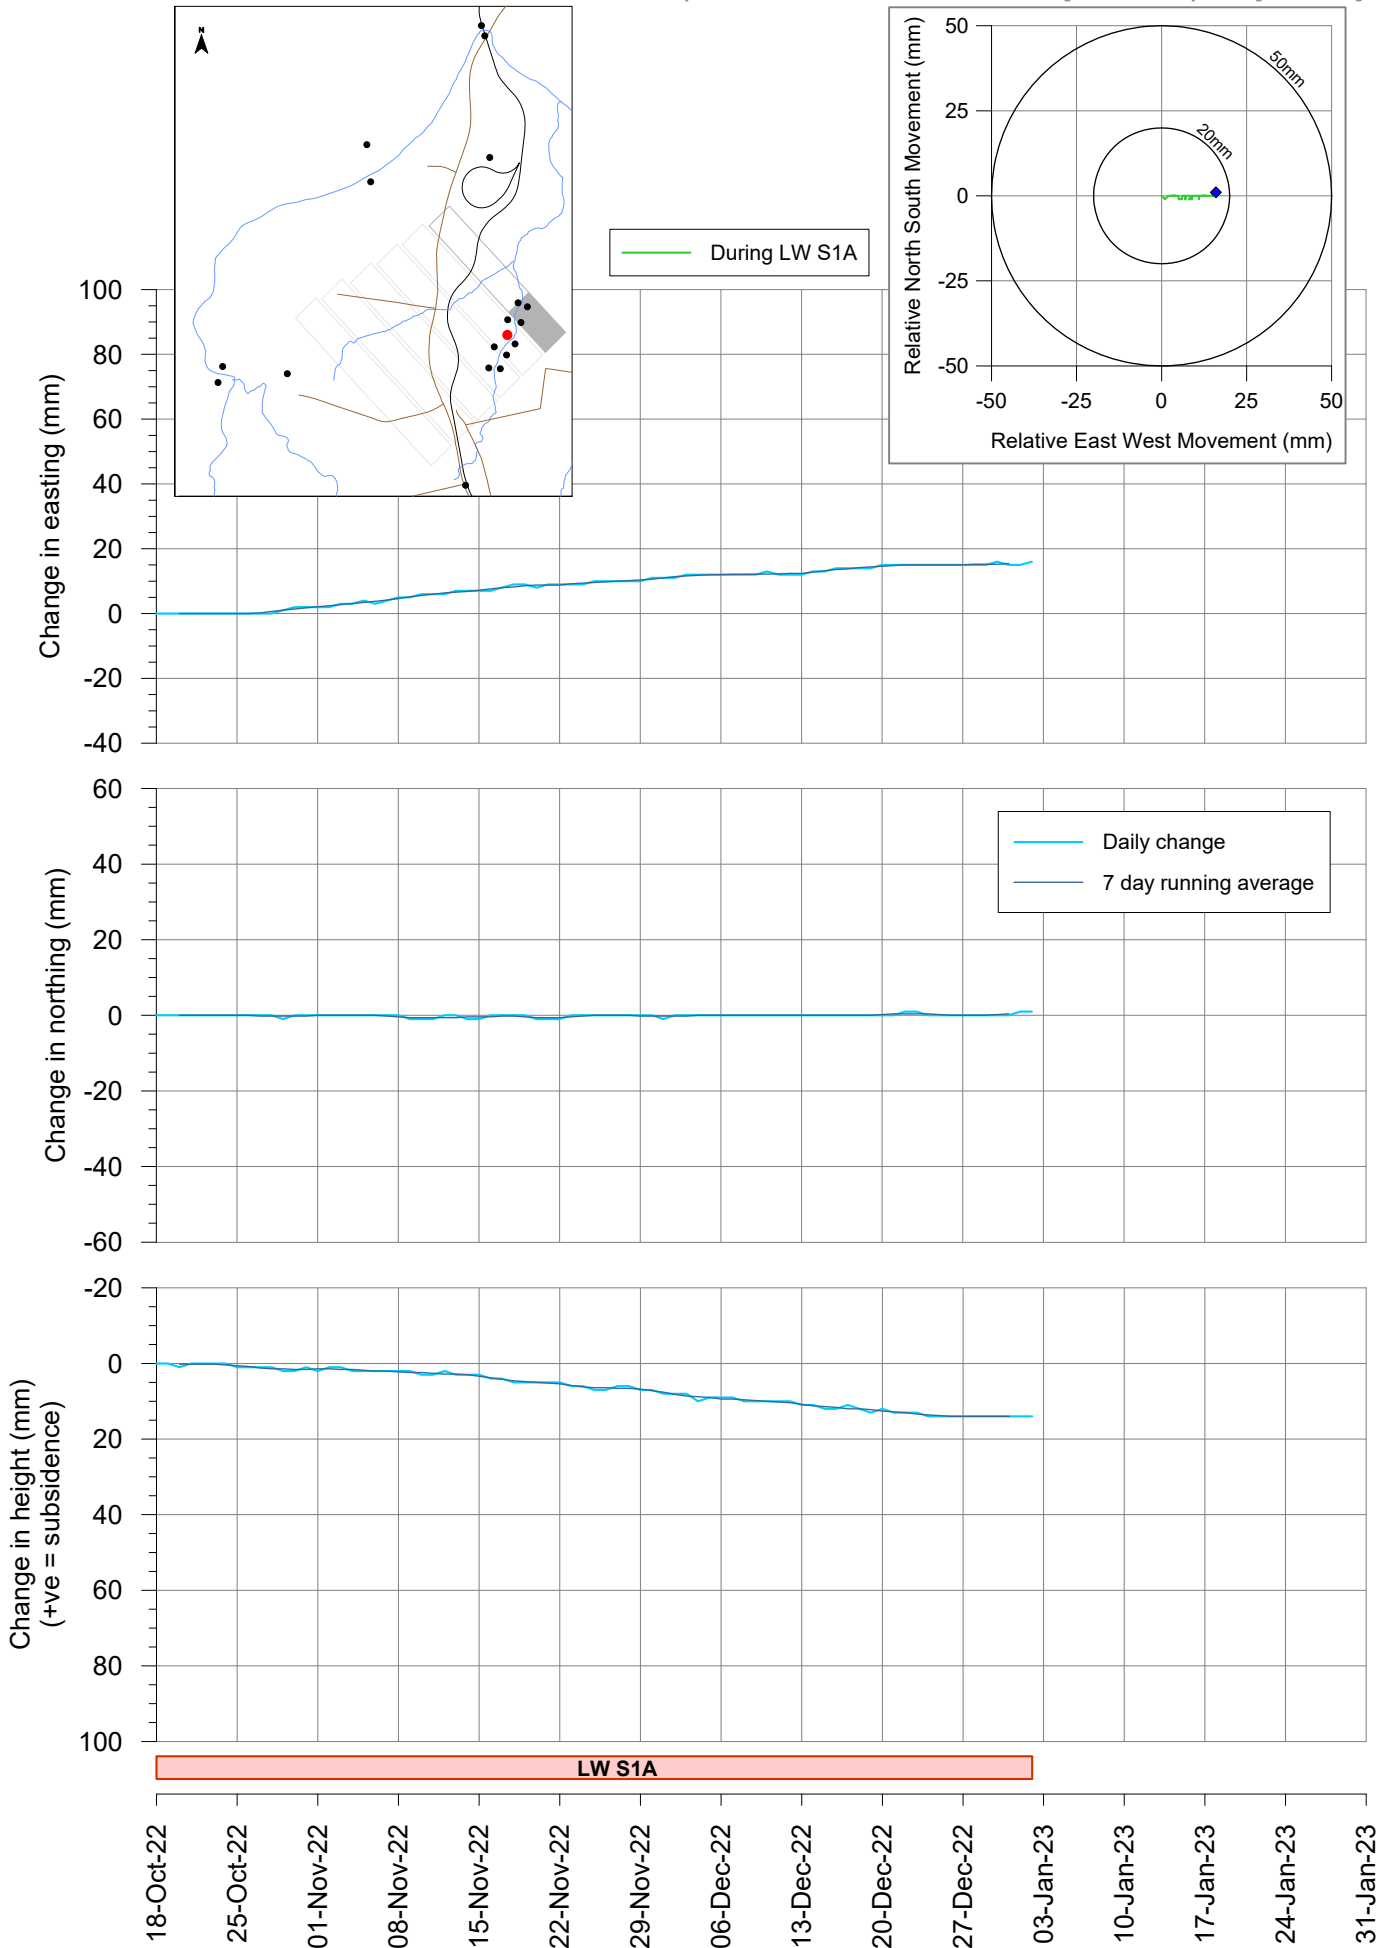 N
50mm
20mm
50
25
0
-25
-50
-50 -25 0 25 50
Relative North South Movement (mm)
Relative East West Movement (mm)
During LW S1A
100
80
60
40
20
0
-20
-40
Change in easting (mm)
60
40
20
0
-20
-40
-60
Change in northing (mm)
Daily change
7 day running average
-20
0
20
40
60
80
100
Change in height (mm)
(+ve = subsidence)
LW S1A
18-Oct-22
25-Oct-22
01-Nov-22
08-Nov-22
15-Nov-22
22-Nov-22
29-Nov-22
06-Dec-22
13-Dec-22
20-Dec-22
27-Dec-22
03-Jan-23
10-Jan-23
17-Jan-23
24-Jan-23
31-Jan-23